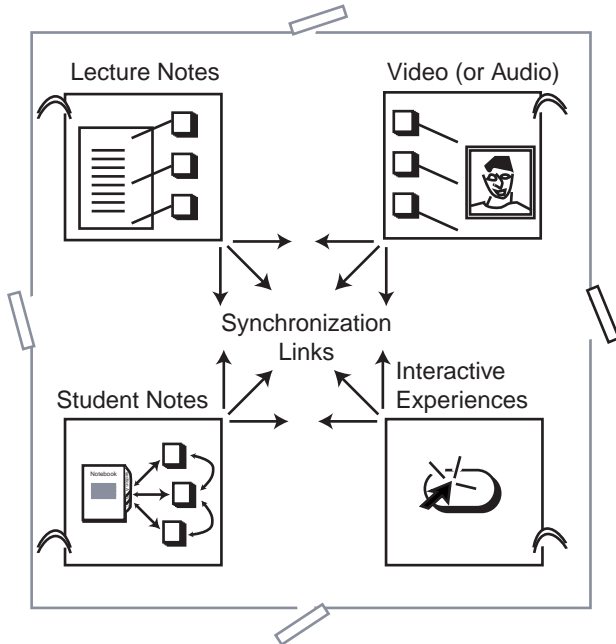 Lecture Notes
Video (or Audio)
Synchronization
Links
Student Notes
Interactive
Experiences
Notebook